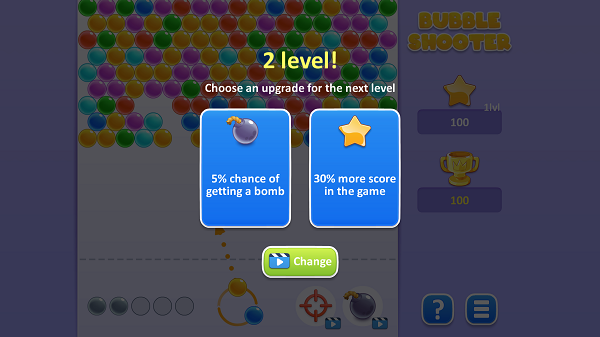 BUBBLE
SHOOTER
2 level!
Choose an upgrade for the next level
1lvl
100
5% chance of
getting a bomb
30% more score
in the game
100
Change
?